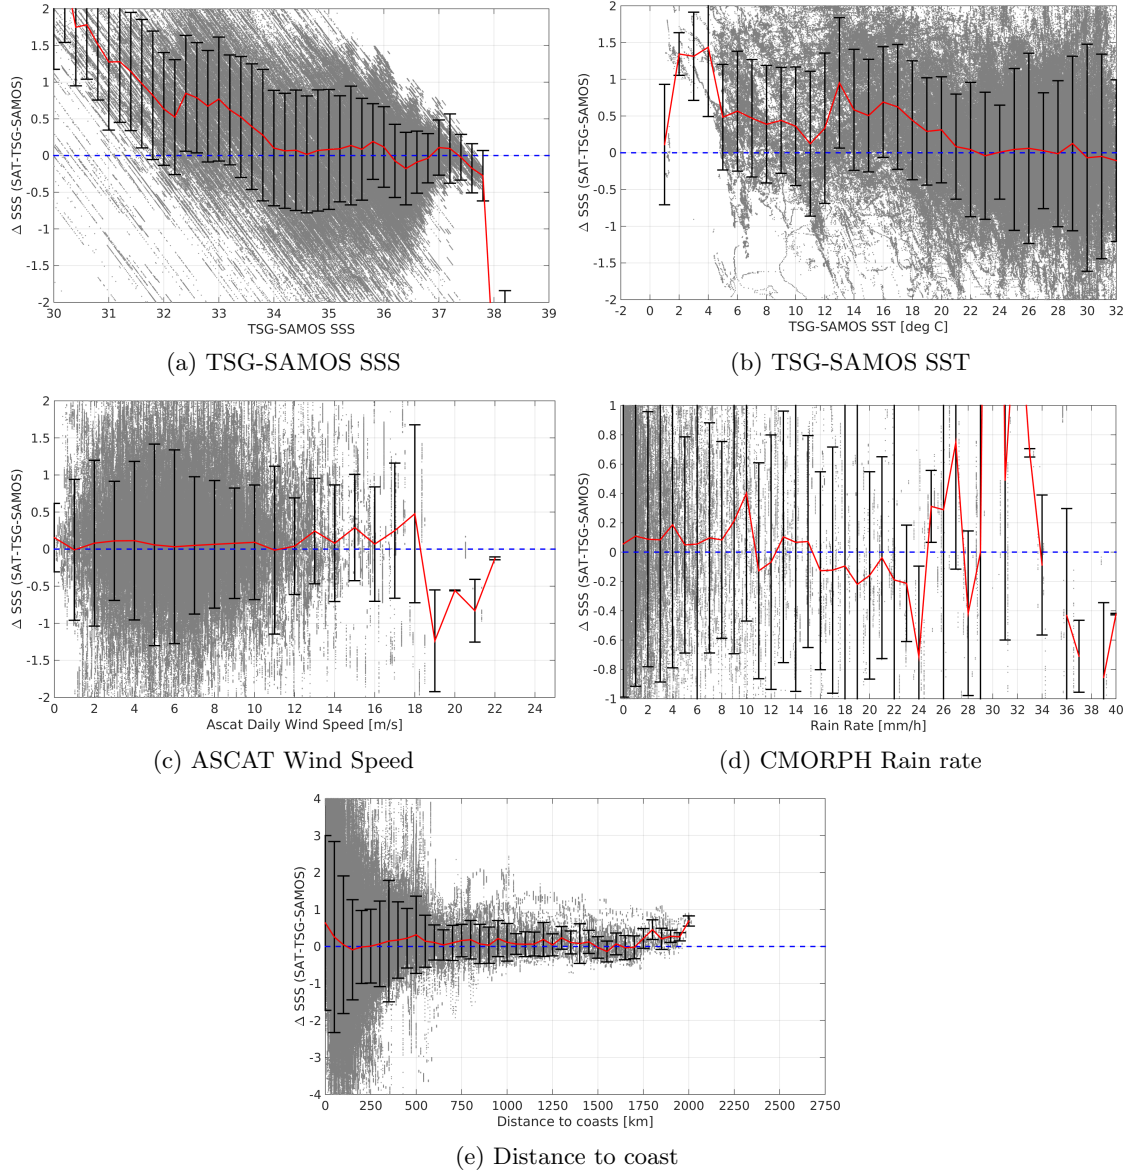 2
1.5
1
0.5
0
-0.5
-1
-1.5
-2
Δ SSS (SAT-TSG-SAMOS)
30 31 32 33 34 35 36 37 38 39
TSG-SAMOS SSS
(a) TSG-SAMOS SSS
2
1.5
1
0.5
0
-0.5
-1
-1.5
-2
Δ SSS (SAT-TSG-SAMOS)
-2 0 2 4 6 8 10 12 14 16 18 20 22 24 26 28 30 32
TSG-SAMOS SST [deg C]
(b) TSG-SAMOS SST
2
1.5
1
0.5
0
-0.5
-1
-1.5
-2
Δ SSS (SAT-TSG-SAMOS)
0 2 4 6 8 10 12 14 16 18 20 22 24
Ascat Daily Wind Speed [m/s]
(c) ASCAT Wind Speed
1
0.8
0.6
0.4
0.2
0
-0.2
-0.4
-0.6
-0.8
-1
Δ SSS (SAT-TSG-SAMOS)
0 2 4 6 8 10 12 14 16 18 20 22 24 26 28 30 32 34 36 38 40
Rain Rate [mm/h]
(d) CMORPH Rain rate
4
3
2
1
0
-1
-2
-3
-4
Δ SSS (SAT-TSG-SAMOS)
0 250 500 750 1000 1250 1500 1750 2000 2250 2500 2750
Distance to coasts [km]
(e) Distance to coast